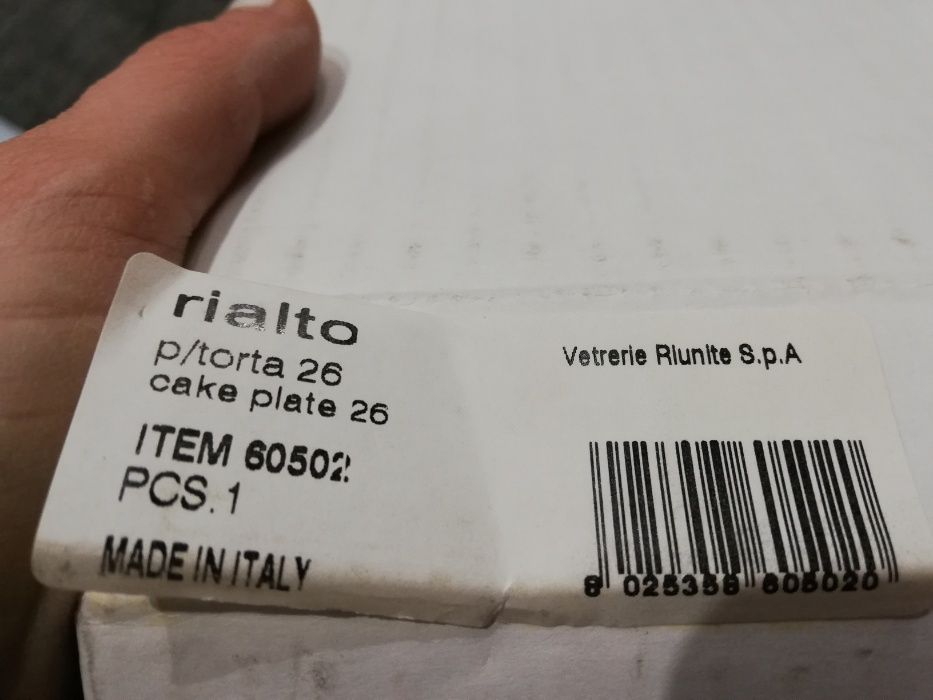 rialto
p/torta 26
cake plate 26
ITEM 60502
PCS. 1
MADE IN ITALY
Vetrerie Riunite S.p.A
8 025358 605020